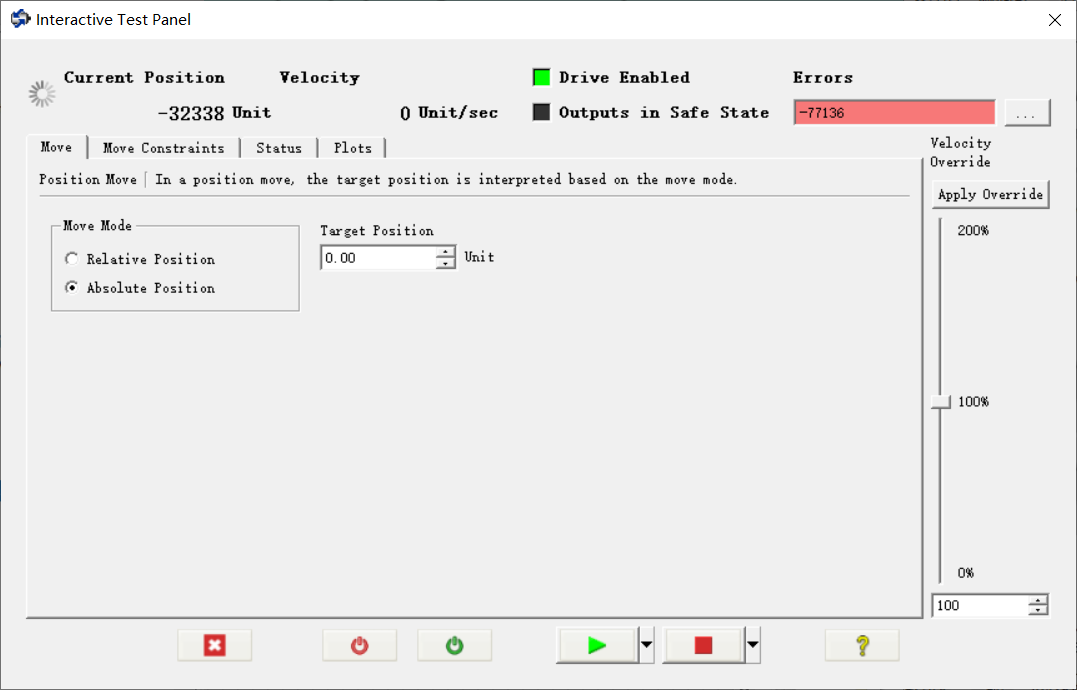 Interactive Test Panel
Current Position
Velocity
Drive Enabled
Errors
-32338 Unit
0 Unit/sec
Outputs in Safe State
-77136
...
Move
Move Constraints
Status
Plots
Velocity
Override
Position Move
In a position move, the target position is interpreted based on the move mode.
Apply Override
Move Mode
Relative Position
Absolute Position
Target Position
0.00
Unit
200%
100%
0%
100
?